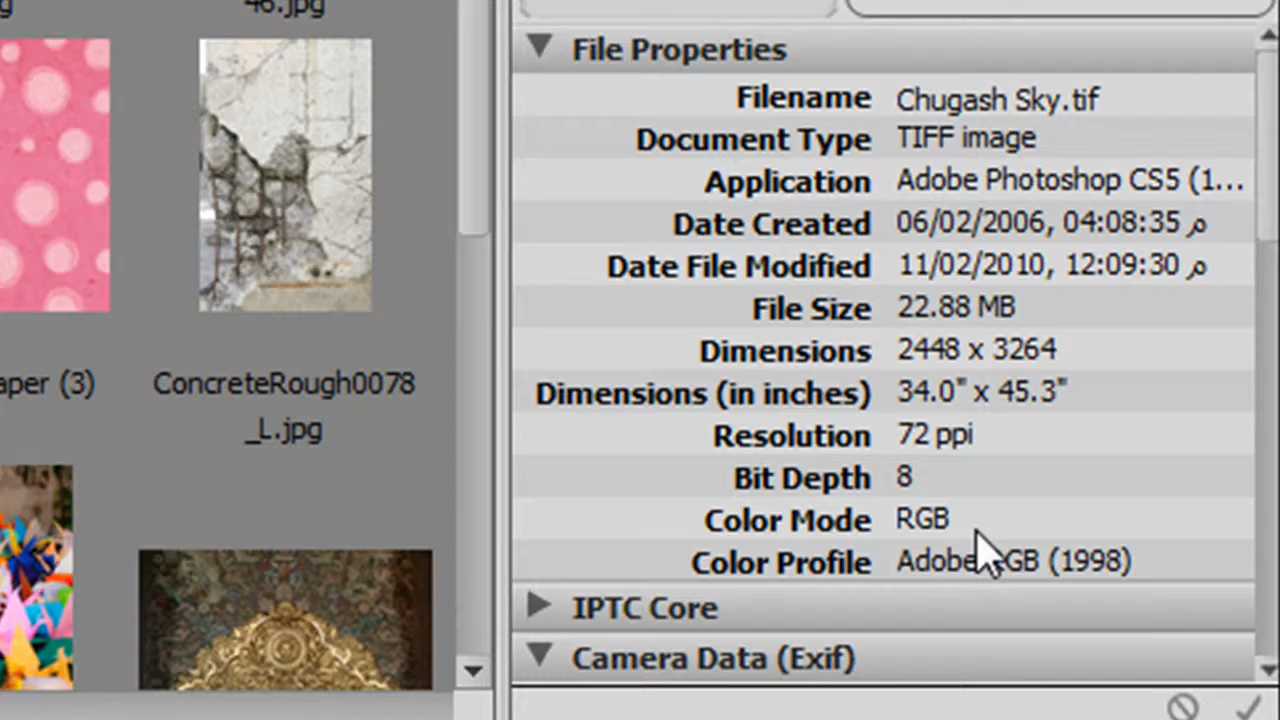 46.jpg
aper (3)
ConcreteRough0078
_L.jpg
File Properties
Filename Chugash Sky.tif
Document Type TIFF image
Application Adobe Photoshop CS5 (1...
Date Created 06/02/2006, 04:08:35 م
Date File Modified 11/02/2010, 12:09:30 م
File Size 22.88 MB
Dimensions 2448 x 3264
Dimensions (in inches) 34.0" x 45.3"
Resolution 72 ppi
Bit Depth 8
Color Mode RGB
Color Profile Adobe RGB (1998)
IPTC Core
Camera Data (Exif)